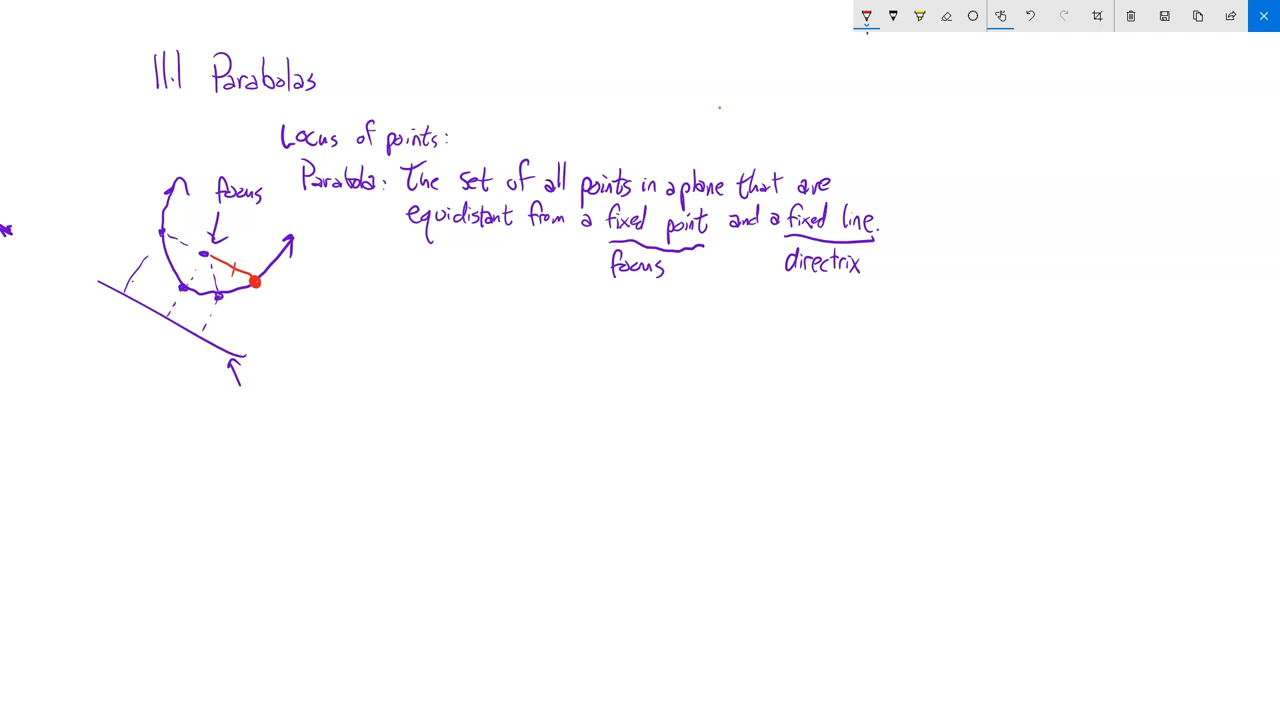 11.1 Parabolas
Locus of points:
Parabola: The set of all points in a plane that are
equidistant from a fixed point and a fixed line.
focus directrix
focus